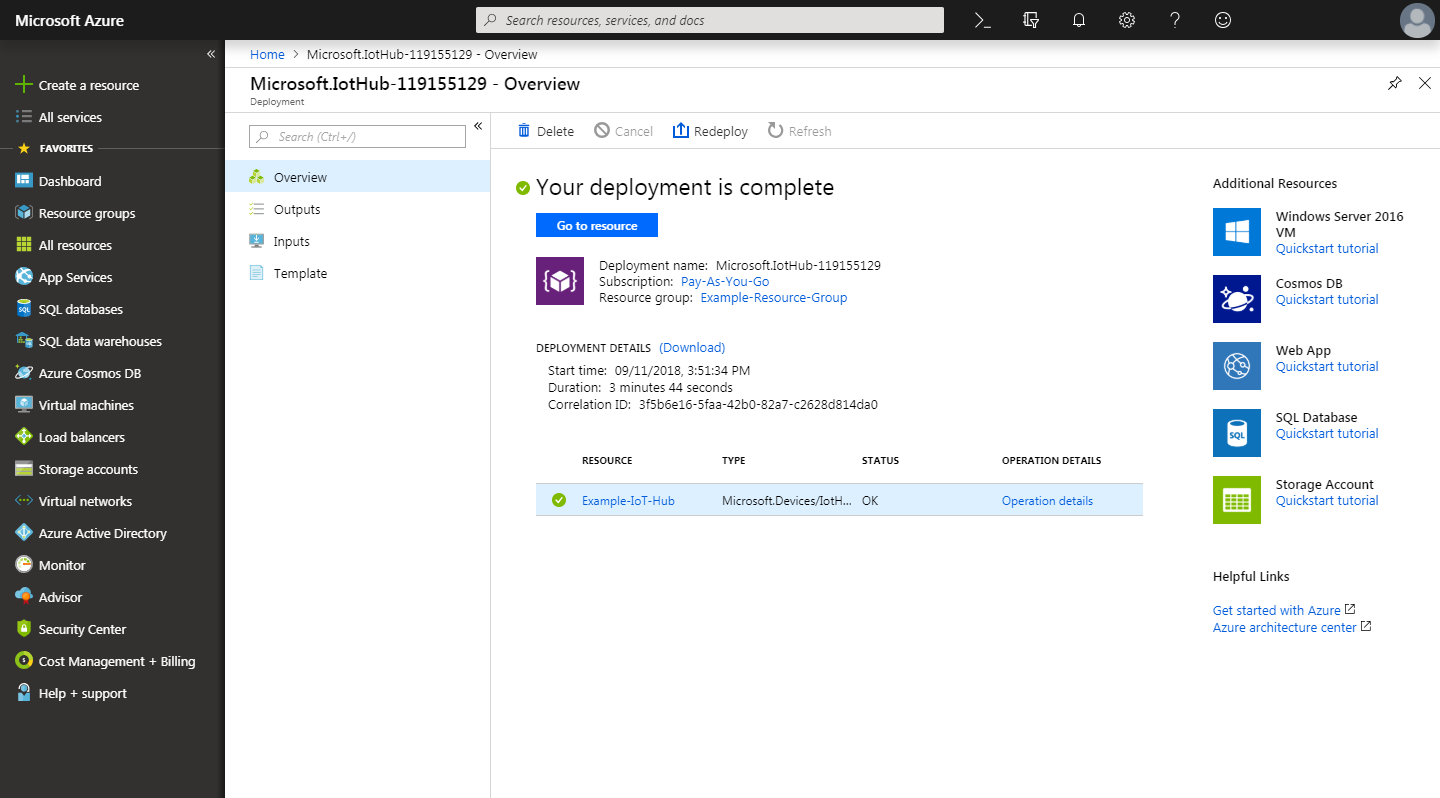 Microsoft Azure
Search resources, services, and docs
«
Create a resource
All services
FAVORITES
Dashboard
Resource groups
All resources
App Services
SQL databases
SQL data warehouses
Azure Cosmos DB
Virtual machines
Load balancers
Storage accounts
Virtual networks
Azure Active Directory
Monitor
Advisor
Security Center
Cost Management + Billing
Help + support
Home > Microsoft.IotHub-119155129 - Overview
Microsoft.IotHub-119155129 - Overview
Deployment
Search (Ctrl+/)
«
Overview
Outputs
Inputs
Template
Delete Cancel Redeploy Refresh
Your deployment is complete
Go to resource
Deployment name: Microsoft.IotHub-119155129
Subscription: Pay-As-You-Go
Resource group: Example-Resource-Group
DEPLOYMENT DETAILS (Download)
Start time: 09/11/2018, 3:51:34 PM
Duration: 3 minutes 44 seconds
Correlation ID: 3f5b6e16-5faa-42b0-82a7-c2628d814da0
RESOURCE TYPE STATUS OPERATION DETAILS
Example-IoT-Hub Microsoft.Devices/IotH... OK Operation details
Additional Resources
Windows Server 2016
VM
Quickstart tutorial
Cosmos DB
Quickstart tutorial
Web App
Quickstart tutorial
SQL
SQL Database
Quickstart tutorial
Storage Account
Quickstart tutorial
Helpful Links
Get started with Azure
Azure architecture center